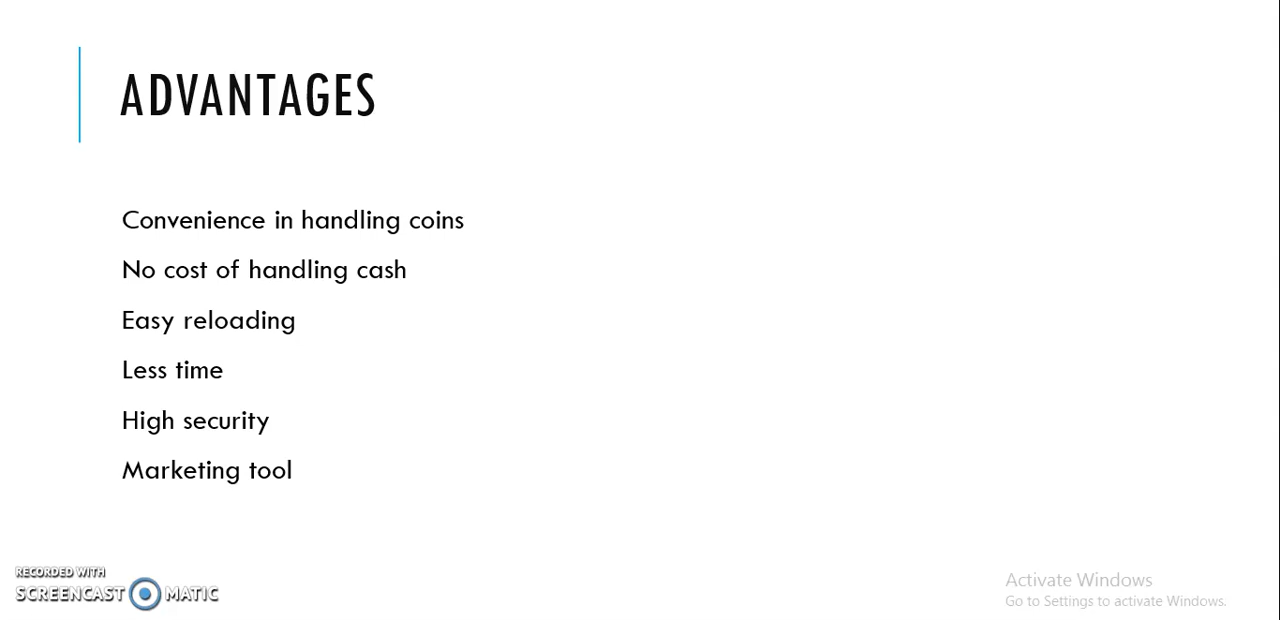 ADVANTAGES
Convenience in handling coins
No cost of handling cash
Easy reloading
Less time
High security
Marketing tool
RECORDED WITH
SCREENCAST MATIC
Activate Windows
Go to Settings to activate Windows.